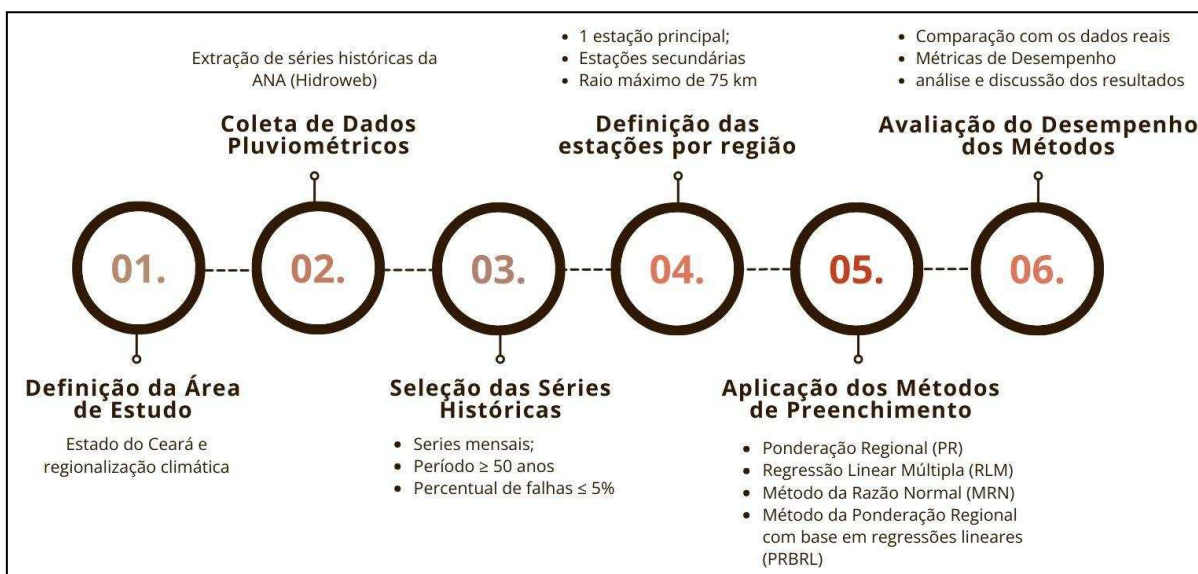 Extração de séries históricas da
ANA (Hidroweb)
Coleta de Dados
Pluviométricos
• 1 estação principal;
• Estações secundárias
• Raio máximo de 75 km
Definição das
estações por região
• Comparação com os dados reais
• Métricas de Desempenho
• análise e discussão dos resultados
Avaliação do Desempenho
dos Métodos
01.
02.
03.
04.
05.
06.
Definição da Área
de Estudo
Estado do Ceará e
regionalização climática
Seleção das Séries
Históricas
• Series mensais;
• Período ≥ 50 anos
• Percentual de falhas ≤ 5%
Aplicação dos Métodos
de Preenchimento
• Ponderação Regional (PR)
• Regressão Linear Múltipla (RLM)
• Método da Razão Normal (MRN)
• Método da Ponderação Regional
com base em regressões lineares
(PRBRL)